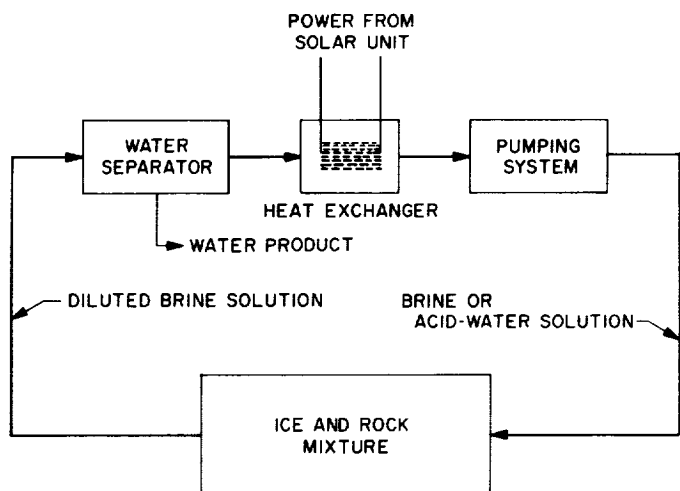 POWER FROM
SOLAR UNIT
WATER
SEPARATOR
PUMPING
SYSTEM
HEAT EXCHANGER
WATER PRODUCT
DILUTED BRINE SOLUTION
BRINE OR
ACID-WATER SOLUTION
ICE AND ROCK
MIXTURE